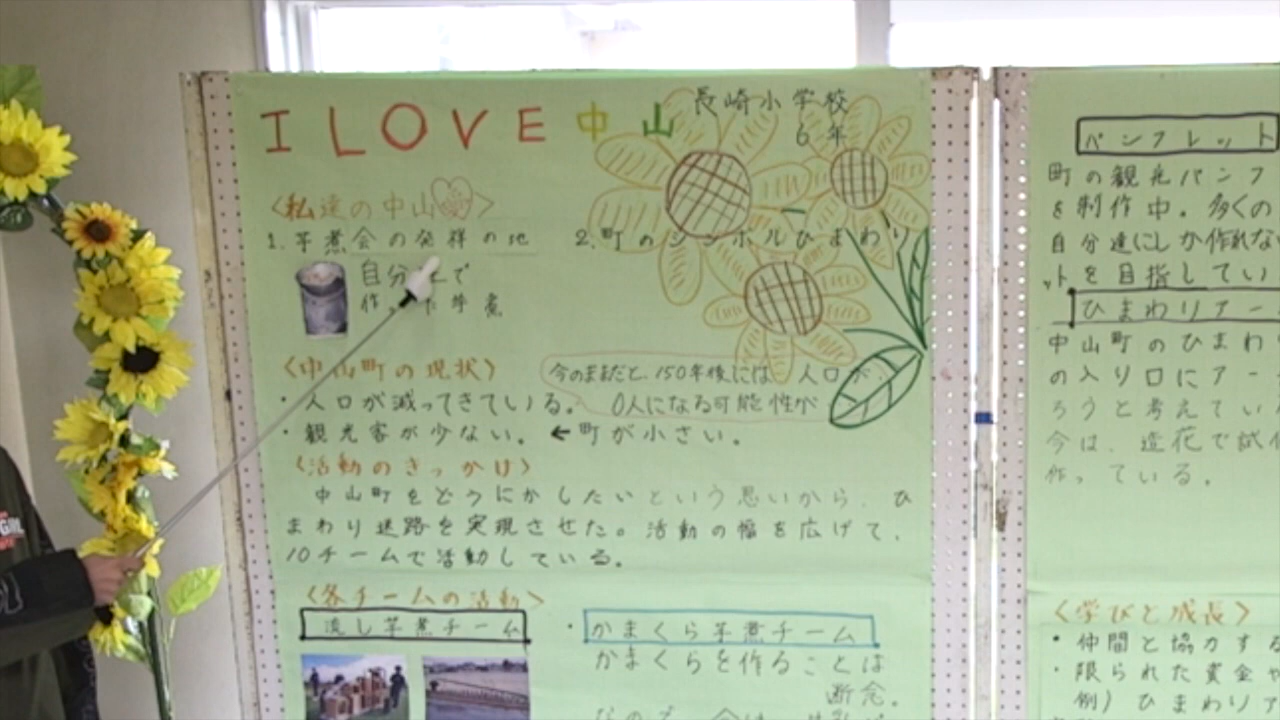 I LOVE 中山
長崎小学校
6年
〈私達の中山〉
1. 芋煮会の発祥の地
自分 で
作っ た芋煮
2. 町のシンボルひまわり
〈中山町の現状〉
今のままだと、150年後には 人口が、
0人になる可能性が
・人口が減ってきている。
・観光客が少ない。←町が小さい。
〈活動のきっかけ〉
中山町をどうにかしたいという思いから、ひ
まわり迷路を実現させた。活動の幅を広げて、
10チームで活動している。
〈各チームの活動〉
流し芋煮チーム
・かまくら芋煮チーム
かまくらを作ることは
断念。
パンフレット
町の観光パンフ
を制作中。多くの
自分達にしか作れな
ットを目指してい
ひまわりアー
中山町のひまわ
の入り口にアー
ろうと考えてい
今は、造花で試作
作っている。
〈学びと成長〉
・仲間と協力する
・限られた資金や
例) ひまわりア